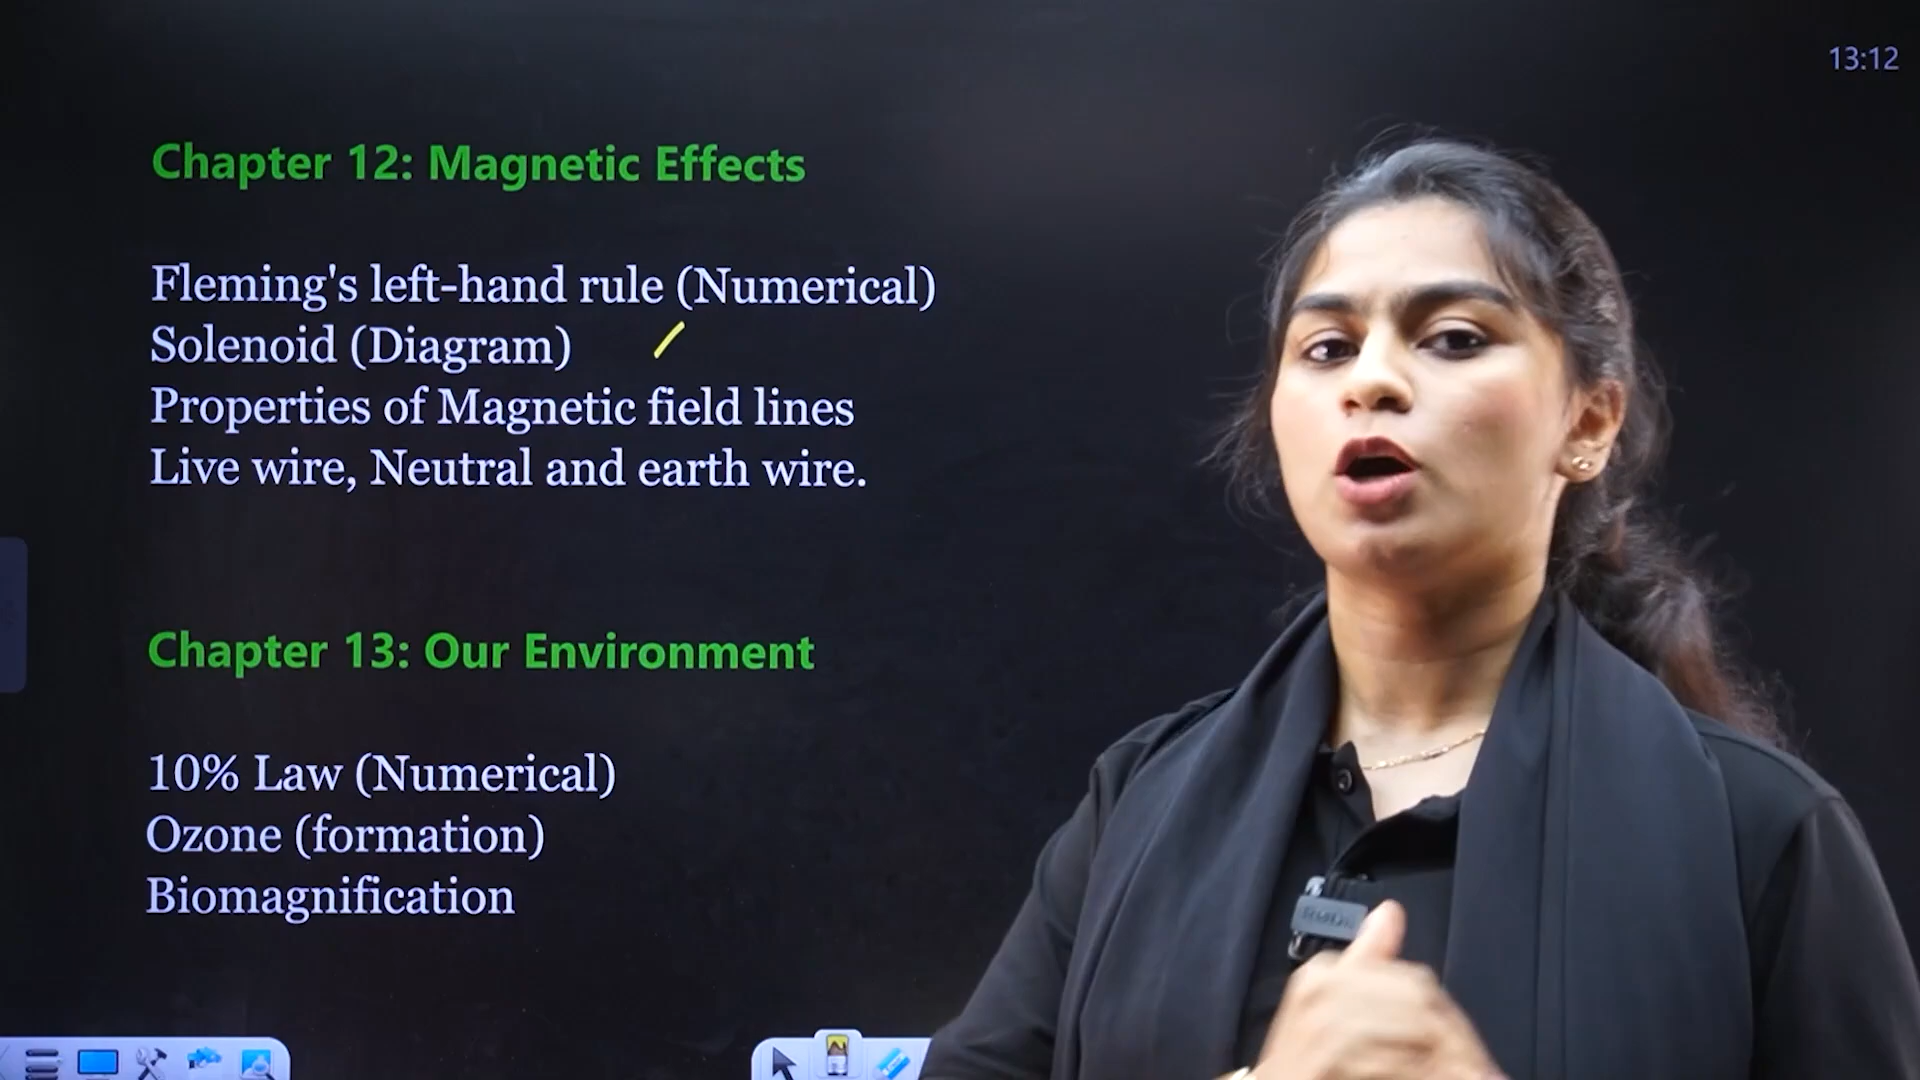 13:12
Chapter 12: Magnetic Effects
Fleming's left-hand rule (Numerical)
Solenoid (Diagram)
Properties of Magnetic field lines
Live wire, Neutral and earth wire.
Chapter 13: Our Environment
10% Law (Numerical)
Ozone (formation)
Biomagnification